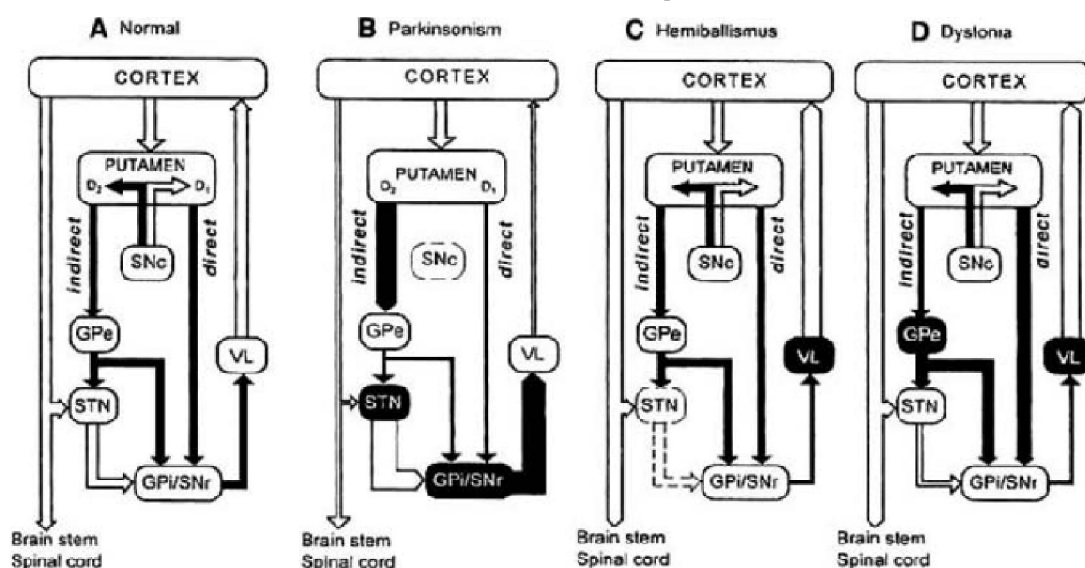 A Normal
CORTEX
PUTAMEN
D2 D1
indirect
direct
SNc
GPe
VL
STN
GPi/SNr
Brain stem
Spinal cord
B Parkinsonism
CORTEX
PUTAMEN
D2 D1
indirect
direct
SNc
GPe
VL
STN
GPi/SNr
Brain stem
Spinal cord
C Hemiballismus
CORTEX
PUTAMEN
indirect
direct
SNc
GPe
VL
STN
GPi/SNr
Brain stem
Spinal cord
D Dystonia
CORTEX
PUTAMEN
indirect
direct
SNc
GPe
VL
STN
GPi/SNr
Brain stem
Spinal cord